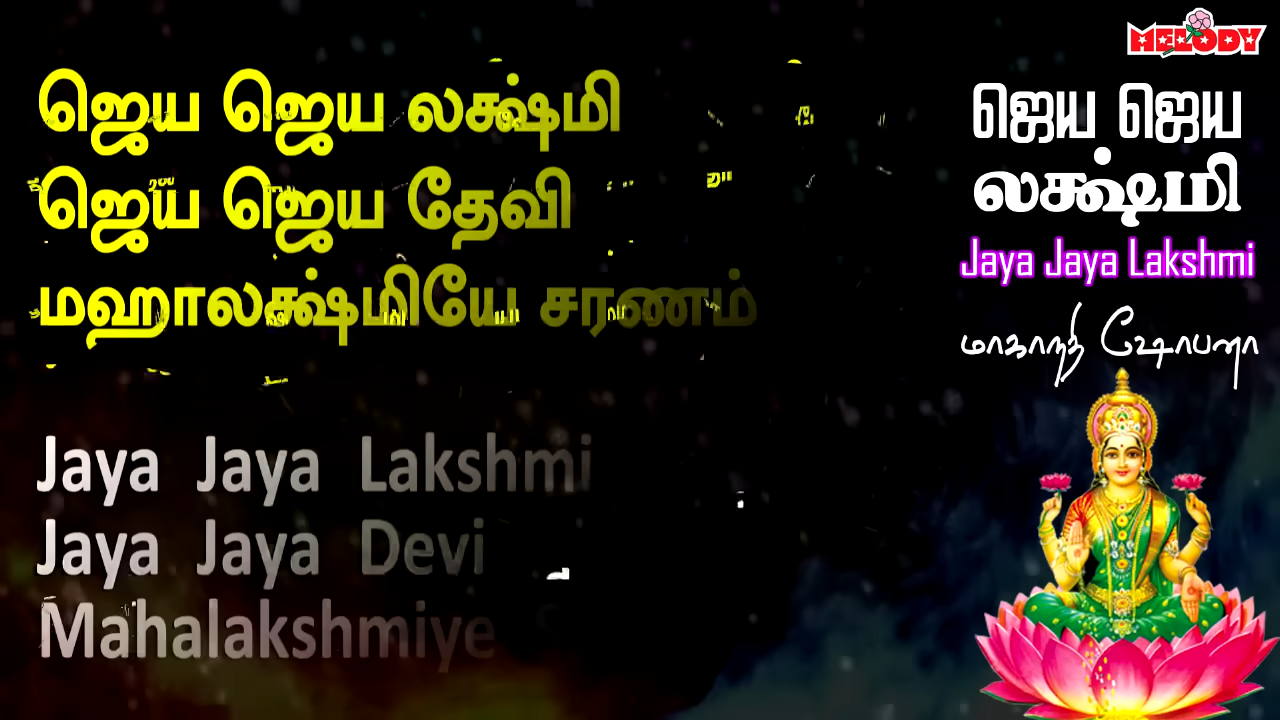 ஜெய ஜெய லக்ஷ்மி
ஜெய ஜெய தேவி
மஹாலக்ஷ்மியே சரணம்
Jaya Jaya Lakshmi
Jaya Jaya Devi
Mahalakshmiye
MELODY
ஜெய ஜெய
லக்ஷ்மி
Jaya Jaya Lakshmi
மாகாநதி ஷோபனா